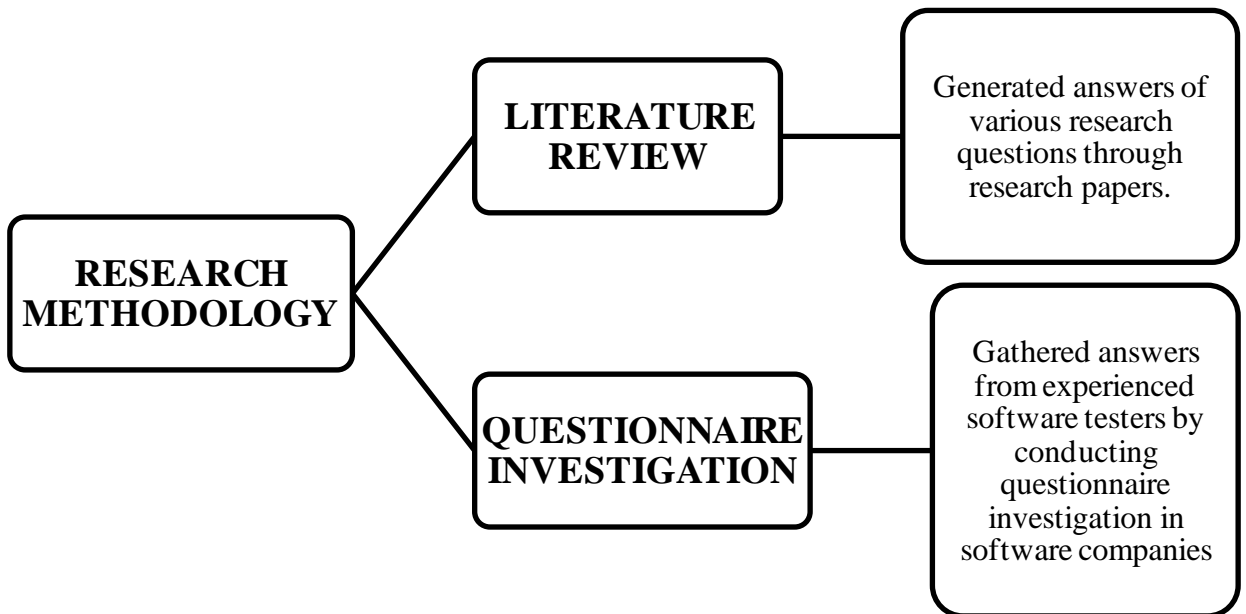 RESEARCH
METHODOLOGY
LITERATURE
REVIEW
Generated answers of
various research
questions through
research papers.
QUESTIONNAIRE
INVESTIGATION
Gathered answers
from experienced
software testers by
conducting
questionnaire
investigation in
software companies